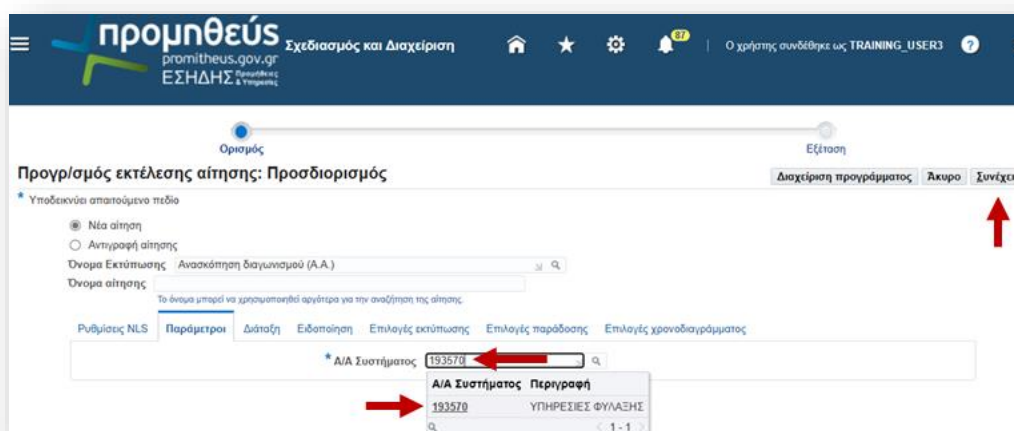 προμηθεύς
promitheus.gov.gr
ΕΣΗΔΗΣ Προμήθειες & Υπηρεσίες
Σχεδιασμός και Διαχείριση
87
Ο χρήστης συνδέθηκε ως TRAINING_USER3 ?
Ορισμός Εξέταση
Προγρ/σμός εκτέλεσης αίτησης: Προσδιορισμός
Διαχείριση προγράμματος Άκυρο Συνέχει
* Υποδεικνύει απαιτούμενο πεδίο
Νέα αίτηση
Αντιγραφή αίτησης
Όνομα Εκτύπωσης Ανασκόπηση διαγωνισμού (Α.Α.)
Όνομα αίτησης
Το όνομα μπορεί να χρησιμοποιηθεί αργότερα για την αναζήτηση της αίτησης.
Ρυθμίσεις NLS Παράμετροι Διάταξη Ειδοποίηση Επιλογές εκτύπωσης Επιλογές παράδοσης Επιλογές χρονοδιαγράμματος
* Α/Α Συστήματος 193570
Α/Α Συστήματος Περιγραφή
193570 ΥΠΗΡΕΣΙΕΣ ΦΥΛΑΞΗΣ
< 1 - 1 >